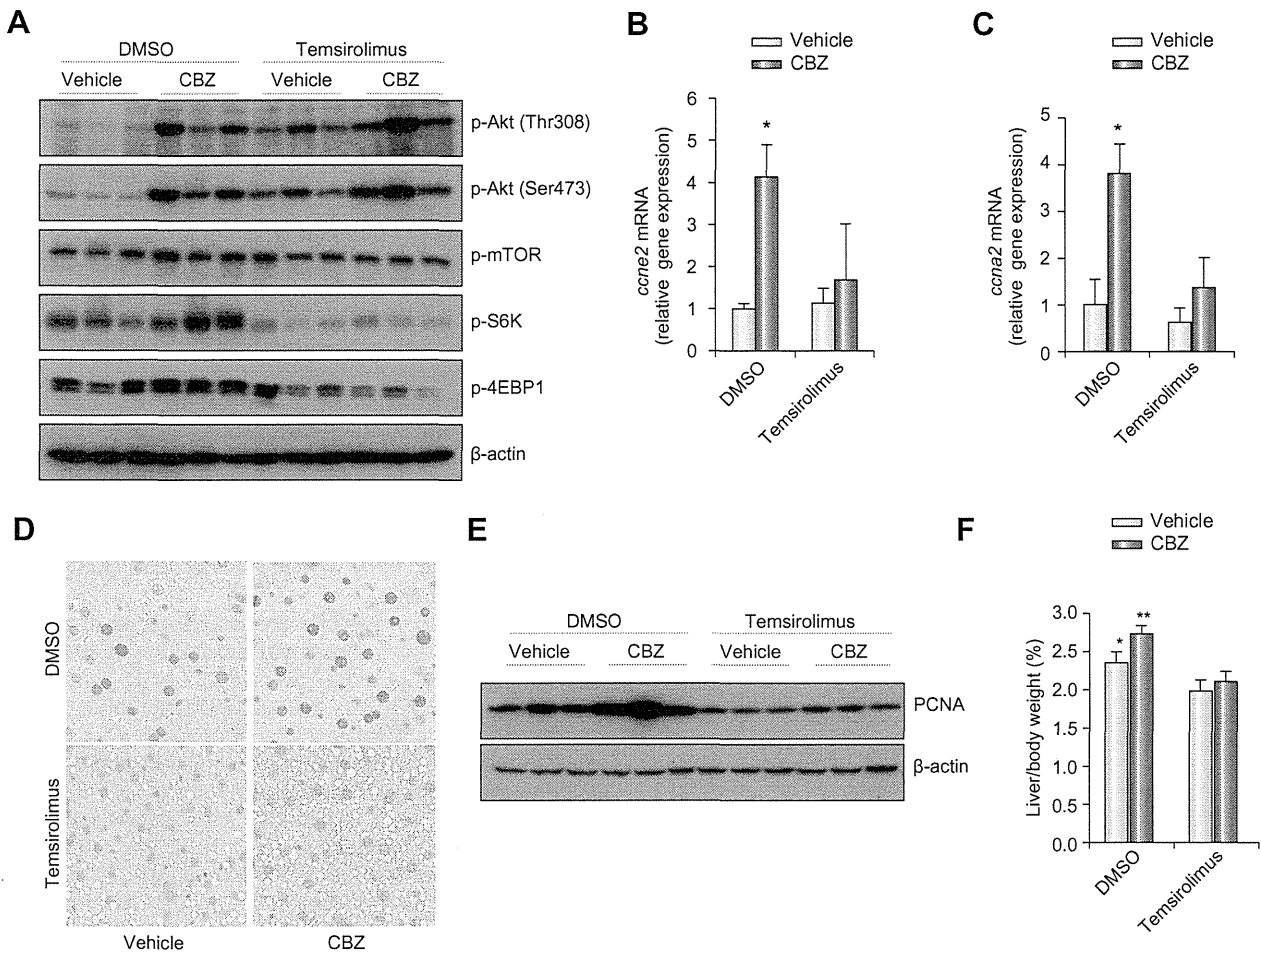 A
DMSO
Temsirolimus
Vehicle
CBZ
Vehicle
CBZ
p-Akt (Thr308)
p-Akt (Ser473)
p-mTOR
p-S6K
p-4EBP1
β-actin
B
Vehicle
CBZ
ccne2 mRNA
(relative gene expression)
6
5
4
3
2
1
0
*
DMSO
Temsirolimus
C
Vehicle
CBZ
ccna2 mRNA
(relative gene expression)
5
4
3
2
1
0
*
DMSO
Temsirolimus
D
DMSO
Temsirolimus
Vehicle
CBZ
E
DMSO
Temsirolimus
Vehicle
CBZ
Vehicle
CBZ
PCNA
β-actin
F
Vehicle
CBZ
Liver/body weight (%)
3.0
2.5
2.0
1.5
1.0
0.5
0.0
*
**
DMSO
Temsirolimus